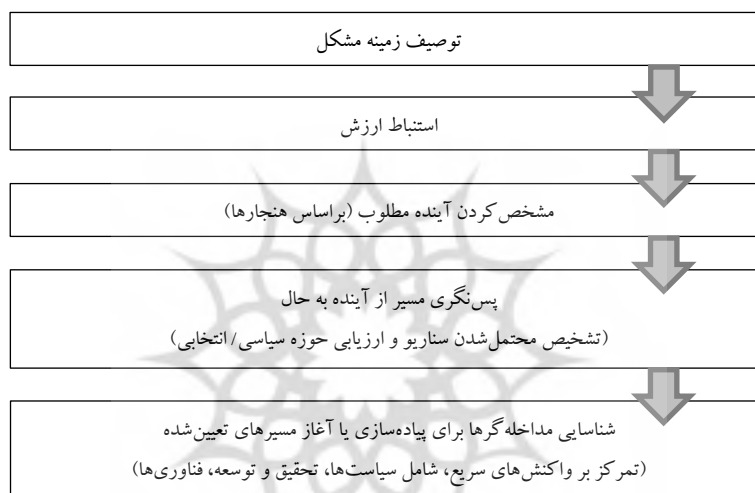 توصیف زمینه مشکل
استنباط ارزش
مشخص‌کردن آینده مطلوب (براساس هنجارها)
پس‌نگری مسیر از آینده به حال
(تشخیص محتمل‌شدن سناریو و ارزیابی حوزه سیاسی/انتخابی)
شناسایی مداخله‌گرها برای پیاده‌سازی یا آغاز مسیرهای تعیین‌شده
(تمرکز بر واکنش‌های سریع، شامل سیاست‌ها، تحقیق و توسعه، فناوری‌ها)